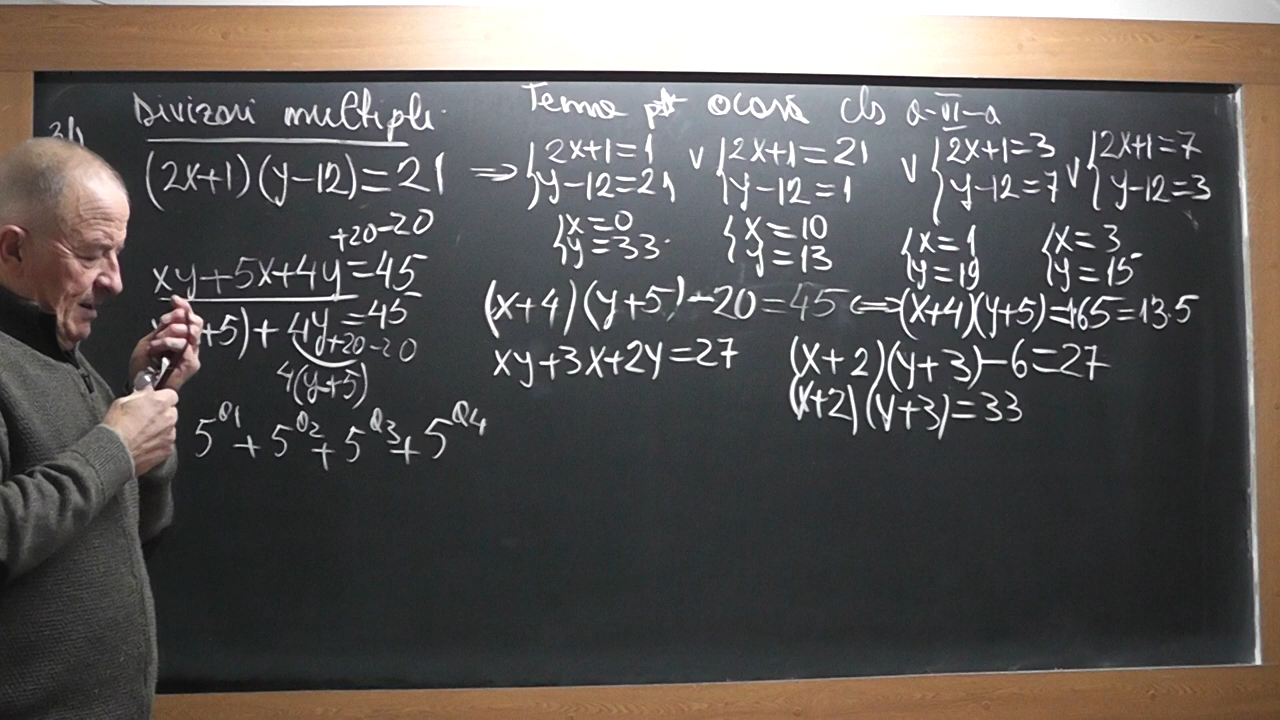 Divizori multipli. Tema pt ocara cls a-VI-a
(2x+1)(y-12)=21 ⇒ {2x+1=1 y-12=21 ∨ {2x+1=21 y-12=1 ∨ {2x+1=3 y-12=7 ∨ {2x+1=7 y-12=3
{x=0 y=33. {x=10 y=13 {x=1 y=19 {x=3 y=15
+20-20
xy+5x+4y=45
+5)+4y=45
+20-20
4(y+5)
(x+4)(y+5)-20=45 ⇔ (x+4)(y+5)=+65=13.5
xy+3x+2y=27 (x+2)(y+3)-6=27
(x+2)(y+3)=33
5^a1 + 5^a2 + 5^a3 + 5^a4